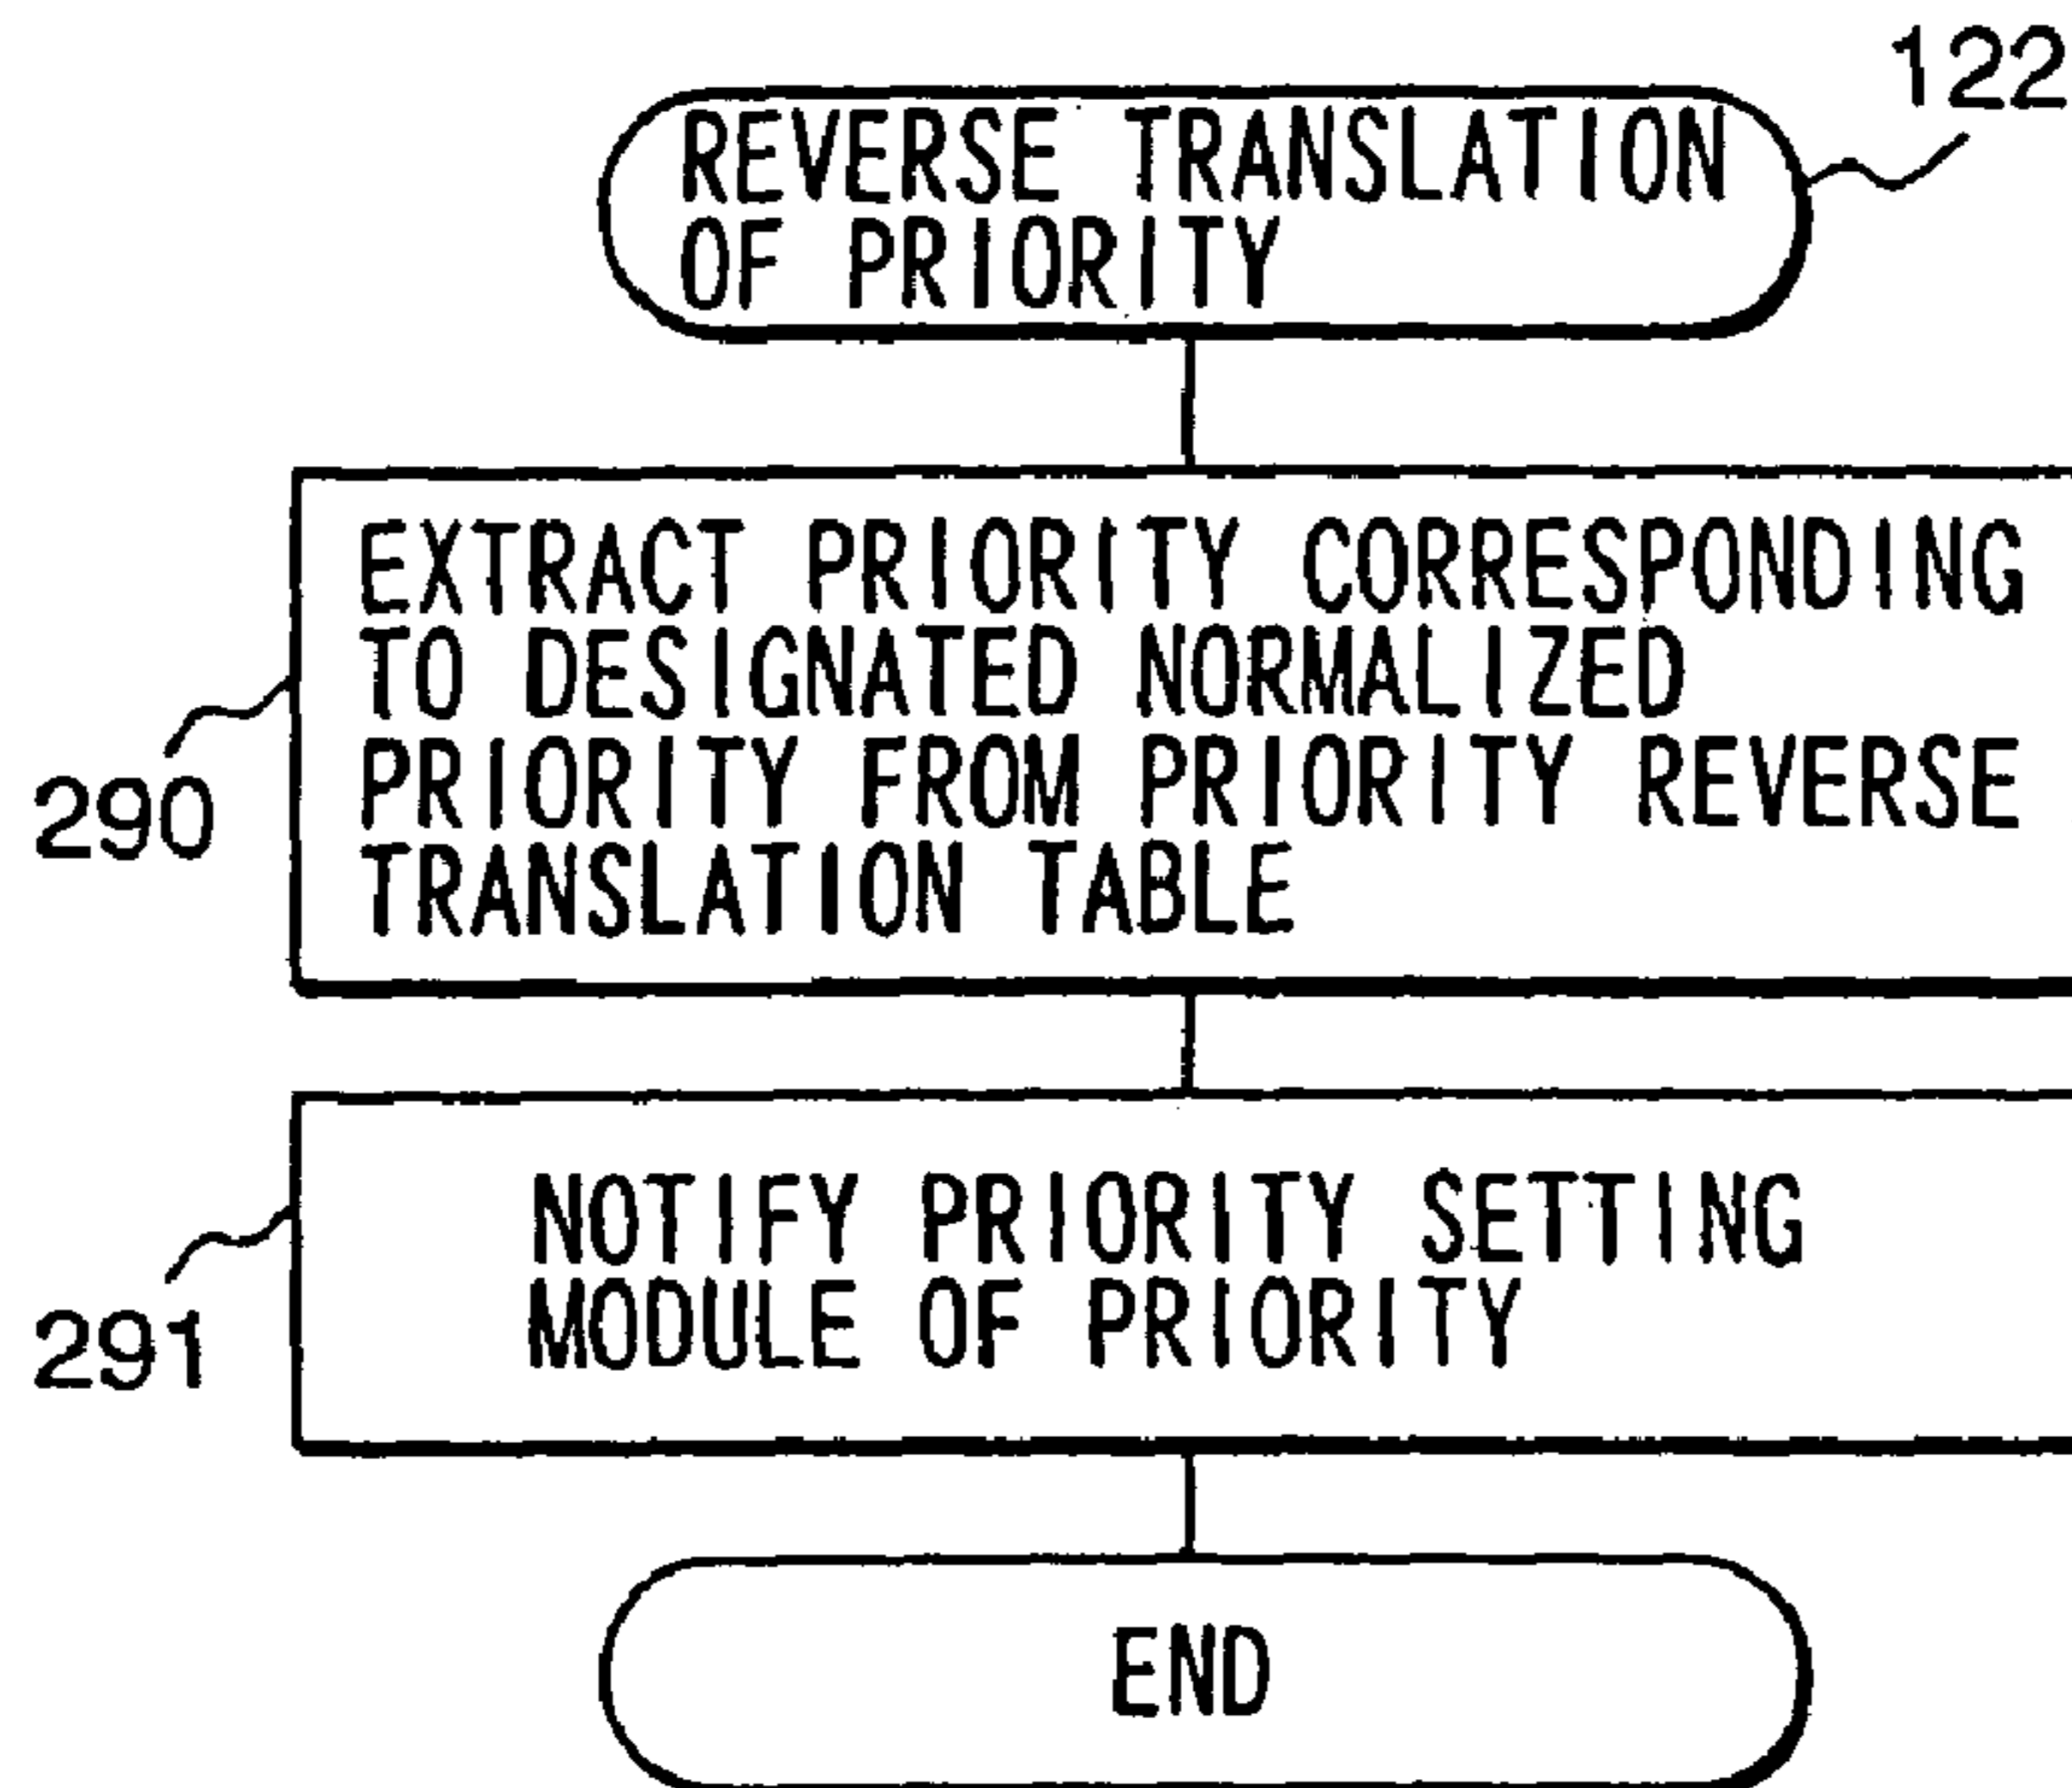 122
REVERSE TRANSLATION
OF PRIORITY
EXTRACT PRIORITY CORRESPONDING
TO DESIGNATED NORMALIZED
PRIORITY FROM PRIORITY REVERSE
TRANSLATION TABLE
290
NOTIFY PRIORITY SETTING
MODULE OF PRIORITY
291
END